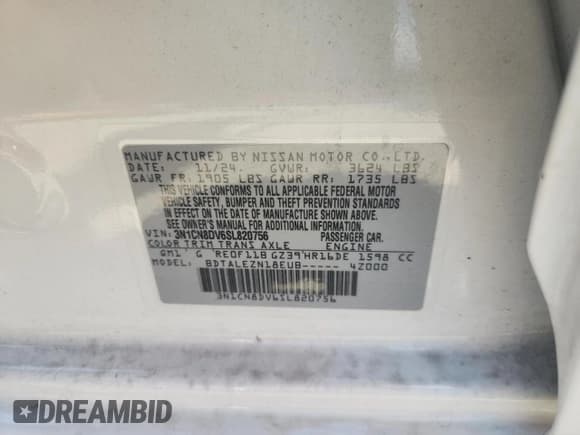 MANUFACTURED BY NISSAN MOTOR CO.,LTD.
DATE: 11/24. GVWR: 3624 LBS
GAWR FR 1905 LBS GAWR RR: 1735 LBS
THIS VEHICLE CONFORMS TO ALL APPLICABLE FEDERAL MOTOR
VEHICLE SAFETY, BUMPER AND THEFT PREVENTION STANDARDS
IN EFFECT ON THE DATE OF MANUFACTURE SHOWN ABOVE.
SEE OWNER'S MANUAL FOR ADDITIONAL INFORMATION.
VIN: 3N1CN8DV6SL820756 PASSENGER CAR.
COLOR TRIM TRANS AXLE ENGINE
GM1 G RE0F11B GZ39 HR16DE 1598 CC
MODEL: BDTALEZN18EUB----- 4Z000
3N1CN8DV6SL820756
DREAMBID